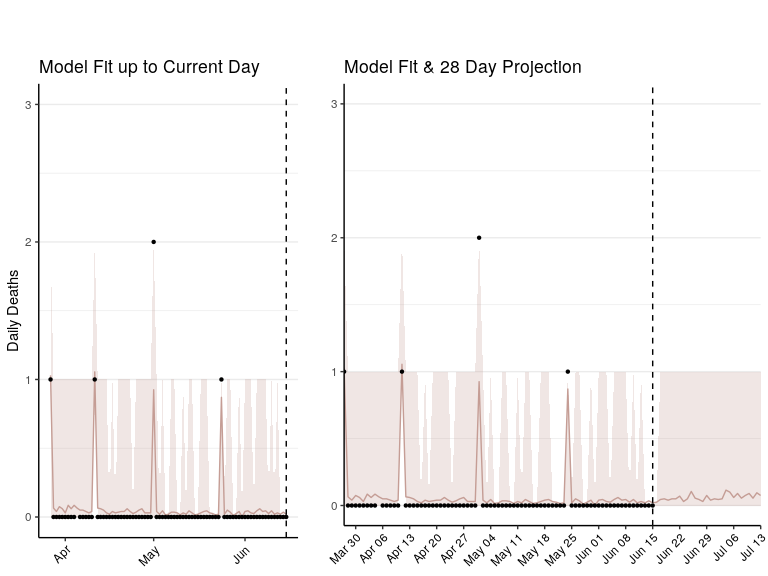 Model Fit up to Current Day
Model Fit & 28 Day Projection
Daily Deaths
3
2
1
0
Apr
May
Jun
3
2
1
0
Mar 30
Apr 06
Apr 13
Apr 20
Apr 27
May 04
May 11
May 18
May 25
Jun 01
Jun 08
Jun 15
Jun 22
Jun 29
Jul 06
Jul 13